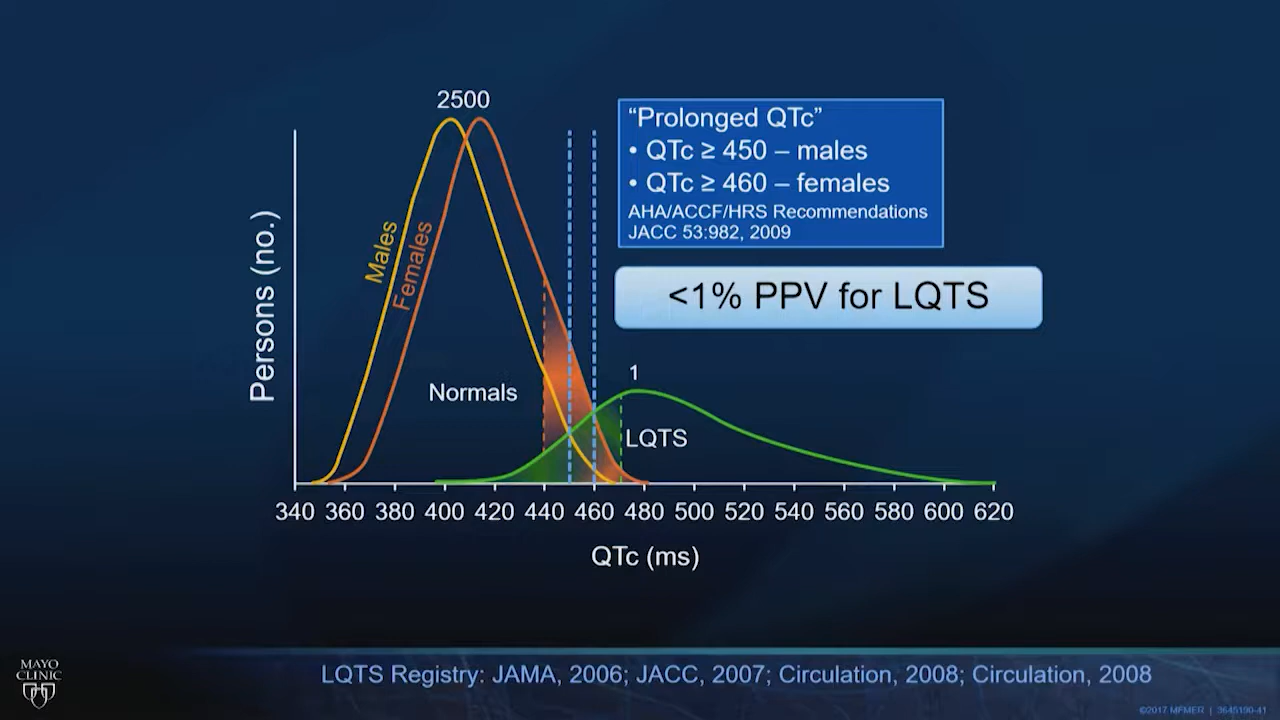 2500
“Prolonged QTc”
• QTc ≥ 450 – males
• QTc ≥ 460 – females
AHA/ACCF/HRS Recommendations
JACC 53:982, 2009
<1% PPV for LQTS
Persons (no.)
Males
Females
Normals
1
LQTS
340 360 380 400 420 440 460 480 500 520 540 560 580 600 620
QTc (ms)
MAYO
CLINIC
LQTS Registry: JAMA, 2006; JACC, 2007; Circulation, 2008; Circulation, 2008
©2017 MFMER | 3645190-41